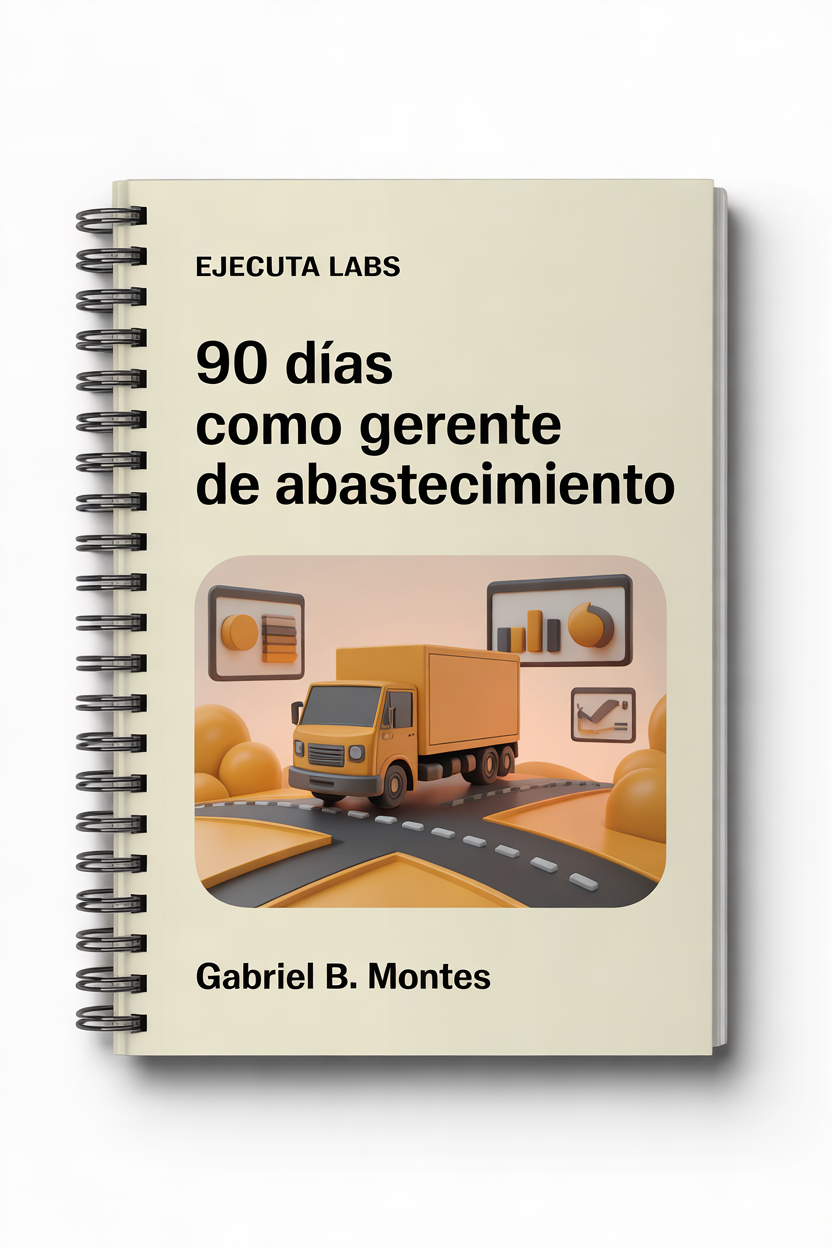 EJECUTA LABS
90 días
como gerente
de abastecimiento
Gabriel B. Montes